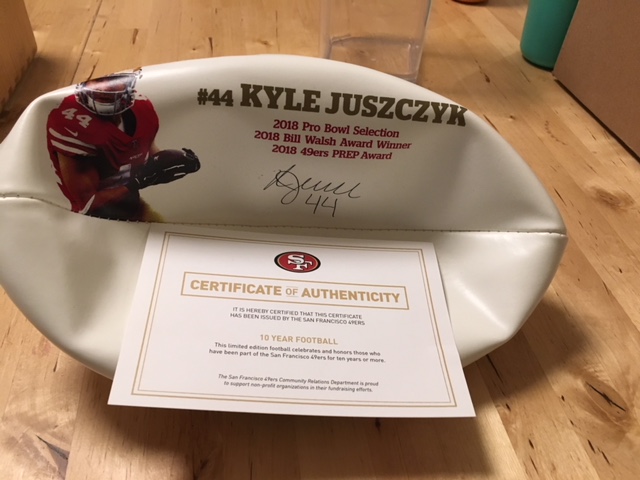 #44 KYLE JUSZCZYK
2018 Pro Bowl Selection
2018 Bill Walsh Award Winner
2018 49ers PREP Award
44
44
SF
CERTIFICATE OF AUTHENTICITY
IT IS HEREBY CERTIFIED THAT THIS CERTIFICATE
HAS BEEN ISSUED BY THE SAN FRANCISCO 49ERS
10 YEAR FOOTBALL
This limited edition football celebrates and honors those who
have been part of the San Francisco 49ers for ten years or more.
The San Francisco 49ers Community Relations Department is proud
to support non-profit organizations in their fundraising efforts.